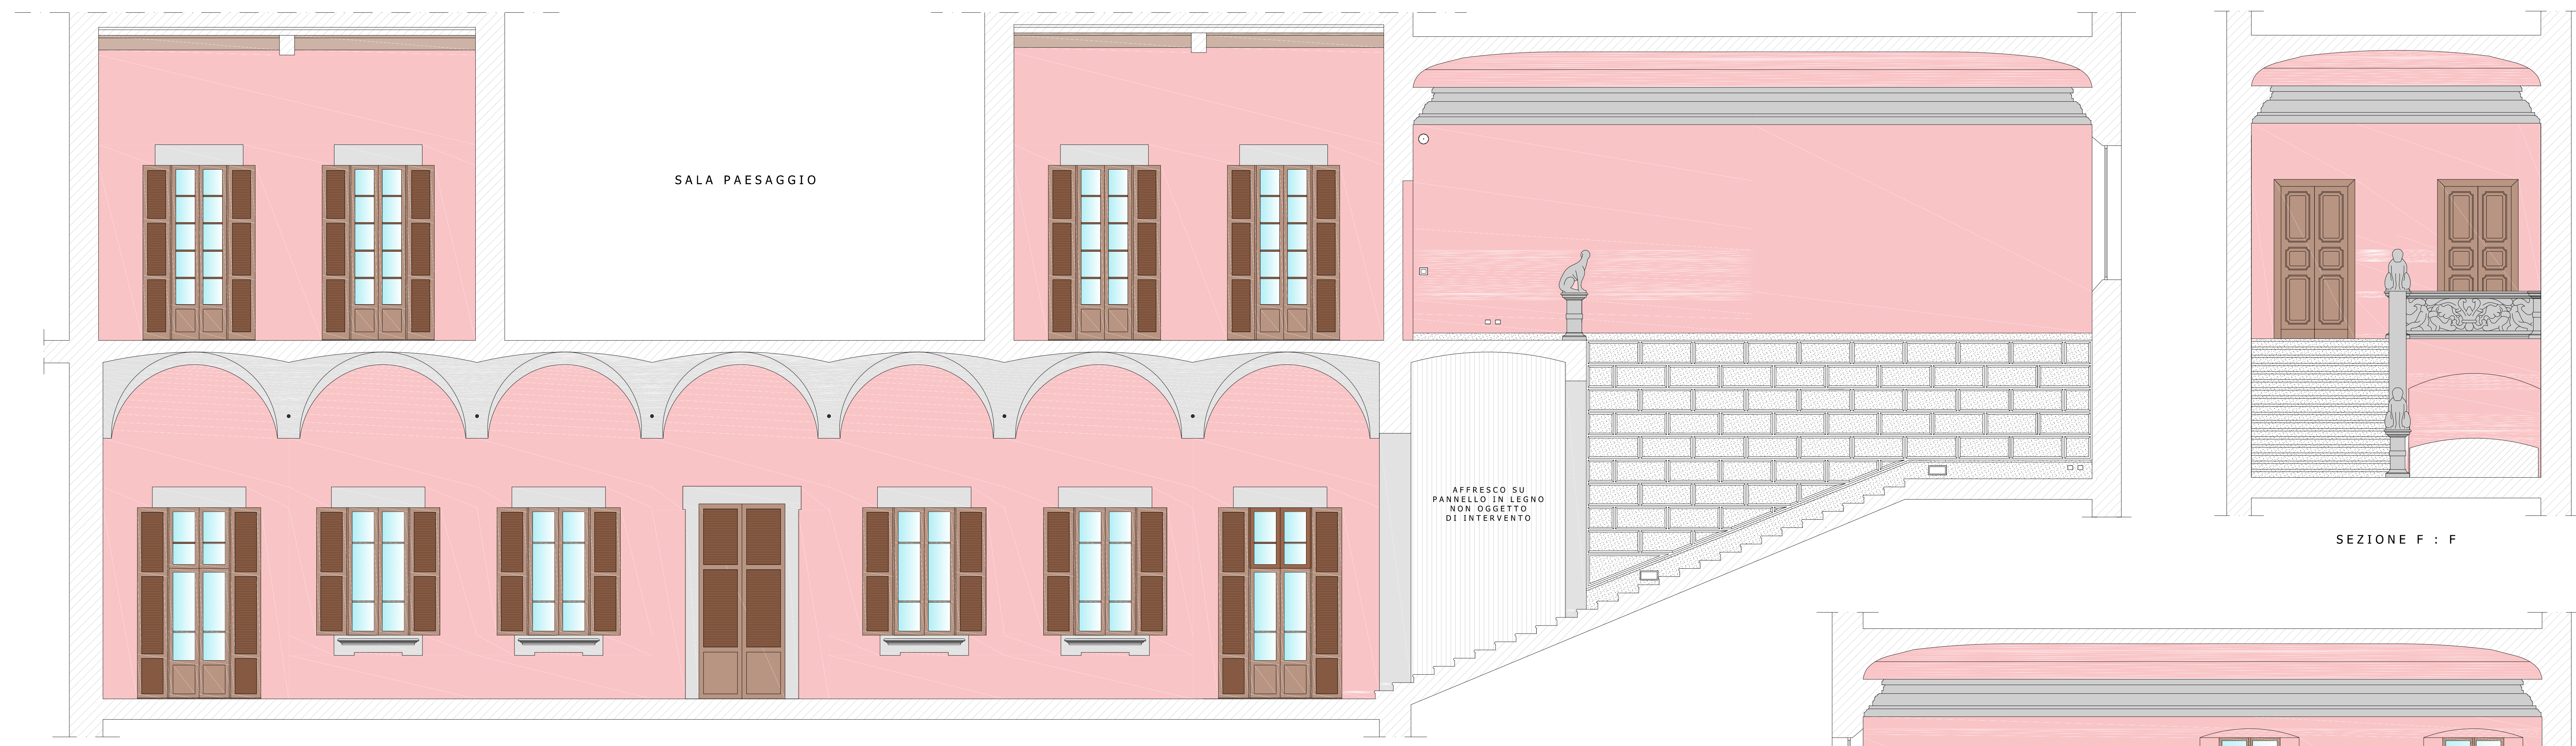 SALA PAESAGGIO
AFFRESCO SU
PANNELLO IN LEGNO
NON OGGETTO
DI INTERVENTO
SEZIONE F : F